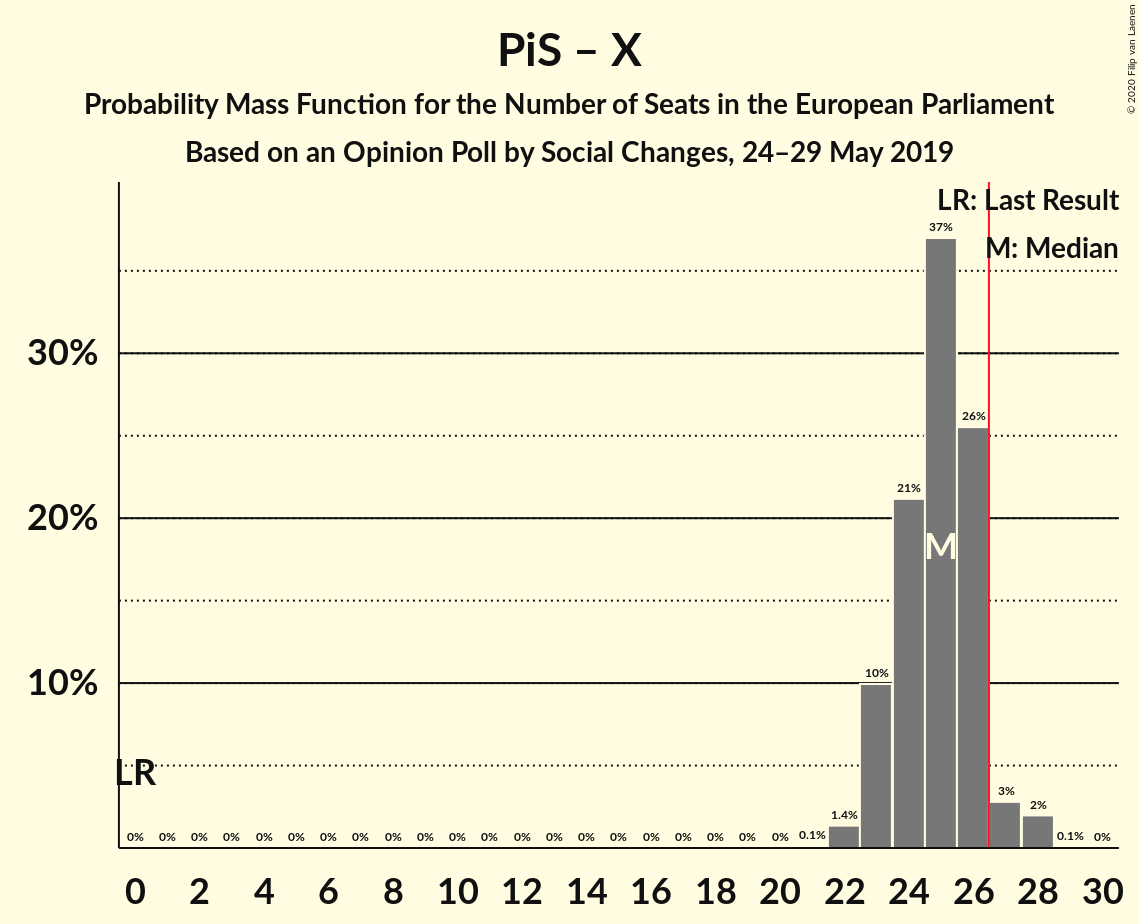 PiS – X
Probability Mass Function for the Number of Seats in the European Parliament
Based on an Opinion Poll by Social Changes, 24–29 May 2019
© 2020 Filip van Laenen
LR: Last Result
M: Median
37%
30%
26%
21%
20%
M
10%
10%
LR
3%
2%
1.4%
0% 0% 0% 0% 0% 0% 0% 0% 0% 0% 0% 0% 0% 0% 0% 0% 0% 0% 0% 0% 0% 0.1% 0.1% 0%
0 2 4 6 8 10 12 14 16 18 20 22 24 26 28 30